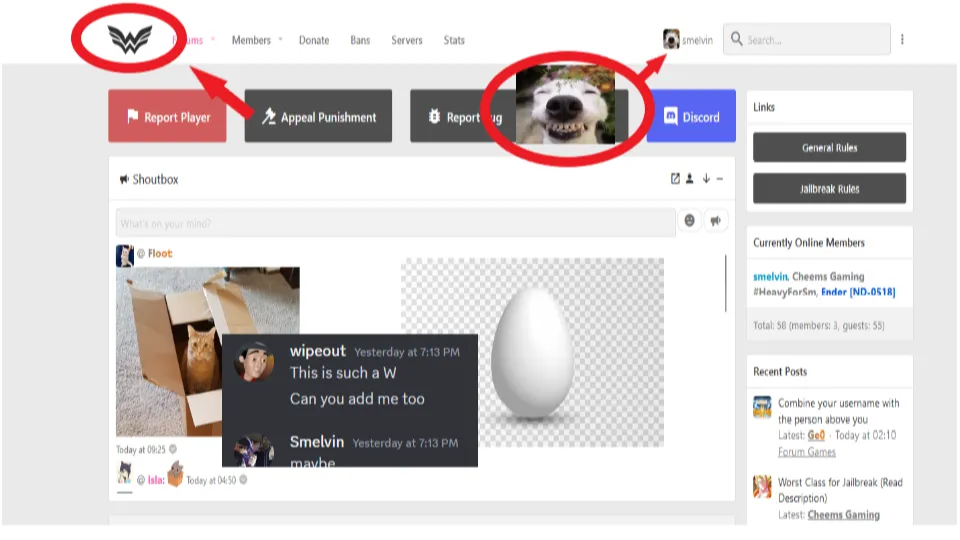 Members Donate Bans Servers Stats smelvin Search...
Report Player Appeal Punishment Report Discord
Shoutbox
What's on your mind?
@ Floot
wipeout Yesterday at 7:13 PM
This is such a W
Can you add me too
Smelvin Yesterday at 7:13 PM
maybe
Today at 09:25
@ Isla: Today at 04:50
Links
General Rules
Jailbreak Rules
Currently Online Members
smelvin, Cheems Gaming
#HeavyForSm, Ender [ND-0518]
Total: 58 (members: 3, guests: 55)
Recent Posts
Combine your username with
the person above you
Latest: Ge0 · Today at 02:10
Forum Games
Worst Class for Jailbreak (Read
Description)
Latest: Cheems Gaming